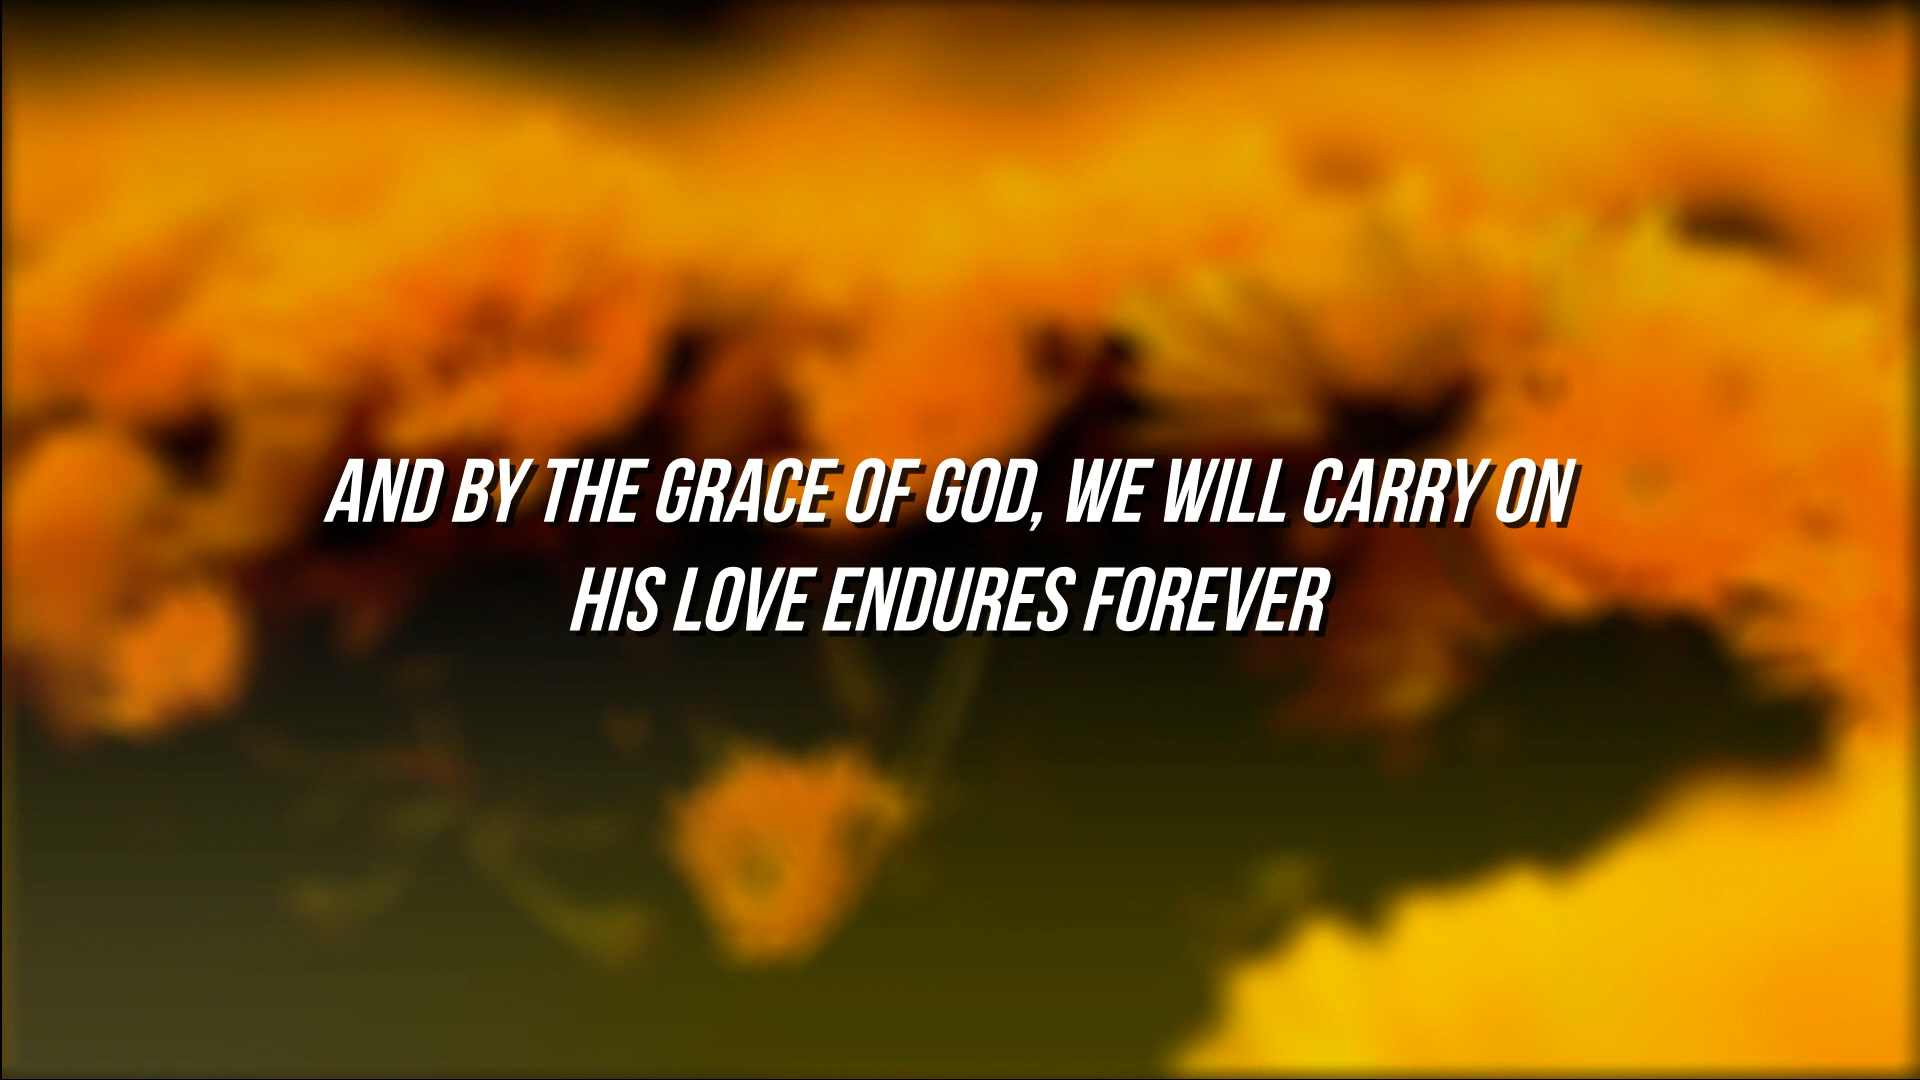 AND BY THE GRACE OF GOD, WE WILL CARRY ON
HIS LOVE ENDURES FOREVER